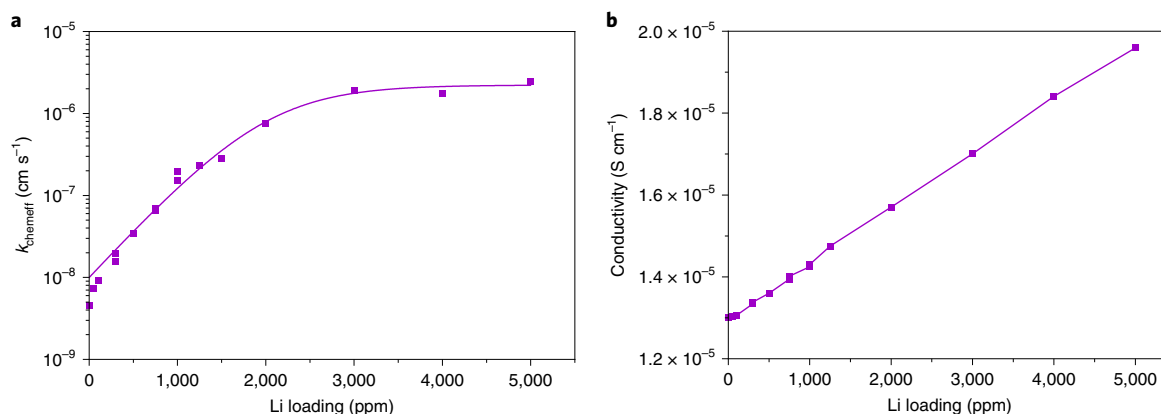 a
10⁻⁵
10⁻⁶
10⁻⁷
10⁻⁸
10⁻⁹
k_chemeff (cm s⁻¹)
0 1,000 2,000 3,000 4,000 5,000
Li loading (ppm)
b
2.0 × 10⁻⁵
1.8 × 10⁻⁵
1.6 × 10⁻⁵
1.4 × 10⁻⁵
1.2 × 10⁻⁵
Conductivity (S cm⁻¹)
0 1,000 2,000 3,000 4,000 5,000
Li loading (ppm)